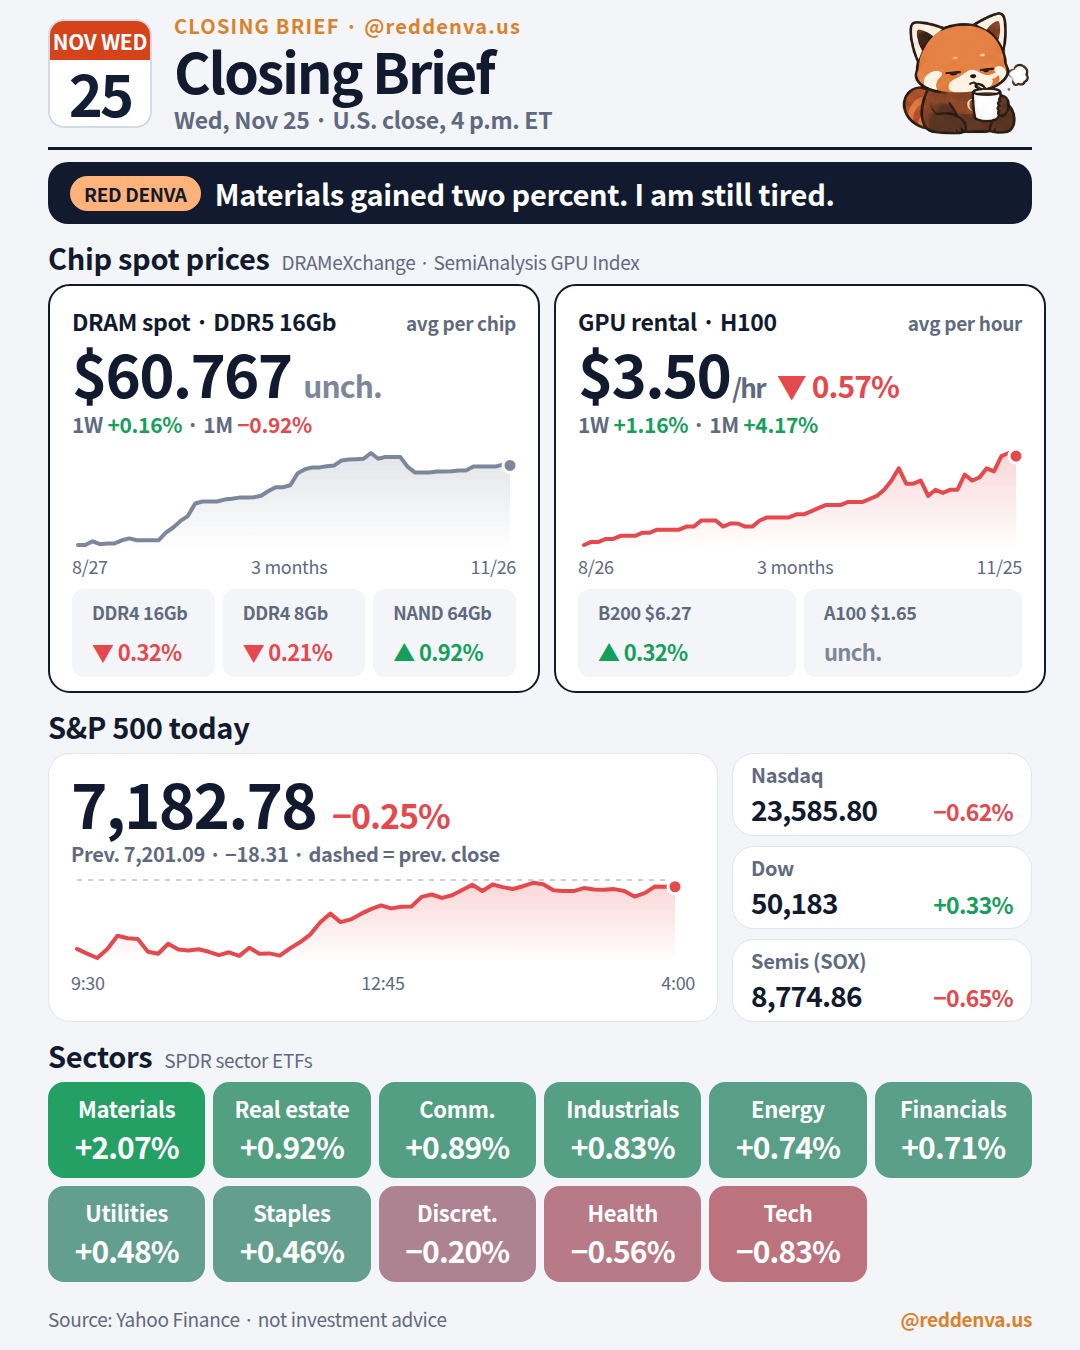 NOV WED
25
CLOSING BRIEF · @reddenva.us
Closing Brief
Wed, Nov 25 · U.S. close, 4 p.m. ET
RED DENVA Materials gained two percent. I am still tired.
Chip spot prices DRAMeXchange · SemiAnalysis GPU Index
DRAM spot · DDR5 16Gb avg per chip
$60.767 unch.
1W +0.16% · 1M −0.92%
8/27 3 months 11/26
DDR4 16Gb DDR4 8Gb NAND 64Gb
▼ 0.32% ▼ 0.21% ▲ 0.92%
GPU rental · H100 avg per hour
$3.50/hr ▼ 0.57%
1W +1.16% · 1M +4.17%
8/26 3 months 11/25
B200 $6.27 A100 $1.65
▲ 0.32% unch.
S&P 500 today
7,182.78 −0.25%
Prev. 7,201.09 · −18.31 · dashed = prev. close
9:30 12:45 4:00
Nasdaq
23,585.80 −0.62%
Dow
50,183 +0.33%
Semis (SOX)
8,774.86 −0.65%
Sectors SPDR sector ETFs
Materials Real estate Comm. Industrials Energy Financials
+2.07% +0.92% +0.89% +0.83% +0.74% +0.71%
Utilities Staples Discret. Health Tech
+0.48% +0.46% −0.20% −0.56% −0.83%
Source: Yahoo Finance · not investment advice @reddenva.us